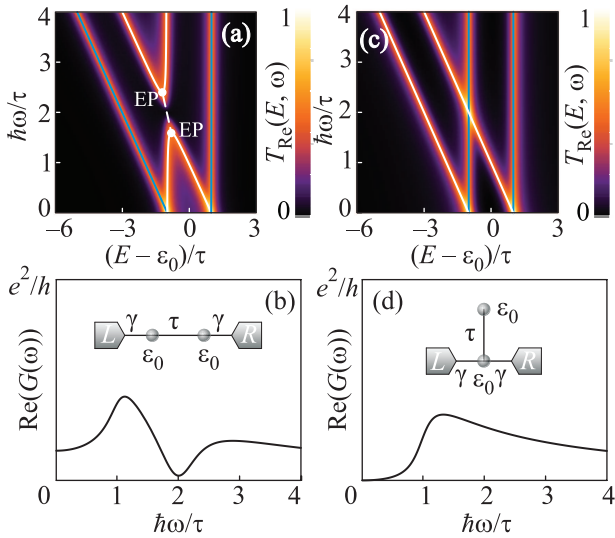 4
3
2
1
0
ħω/τ
(a)
EP
EP
−6
−3
0
3
(E − ε₀)/τ
1
0
T_Re(E, ω)
4
3
2
1
0
ħω/τ
(c)
−6
−3
0
3
(E − ε₀)/τ
1
0
T_Re(E, ω)
e²/h
(b)
L γ τ γ R
ε₀ ε₀
Re(G(ω))
0 1 2 3 4
ħω/τ
e²/h
(d)
ε₀
τ
L R
γ ε₀ γ
Re(G(ω))
0 1 2 3 4
ħω/τ